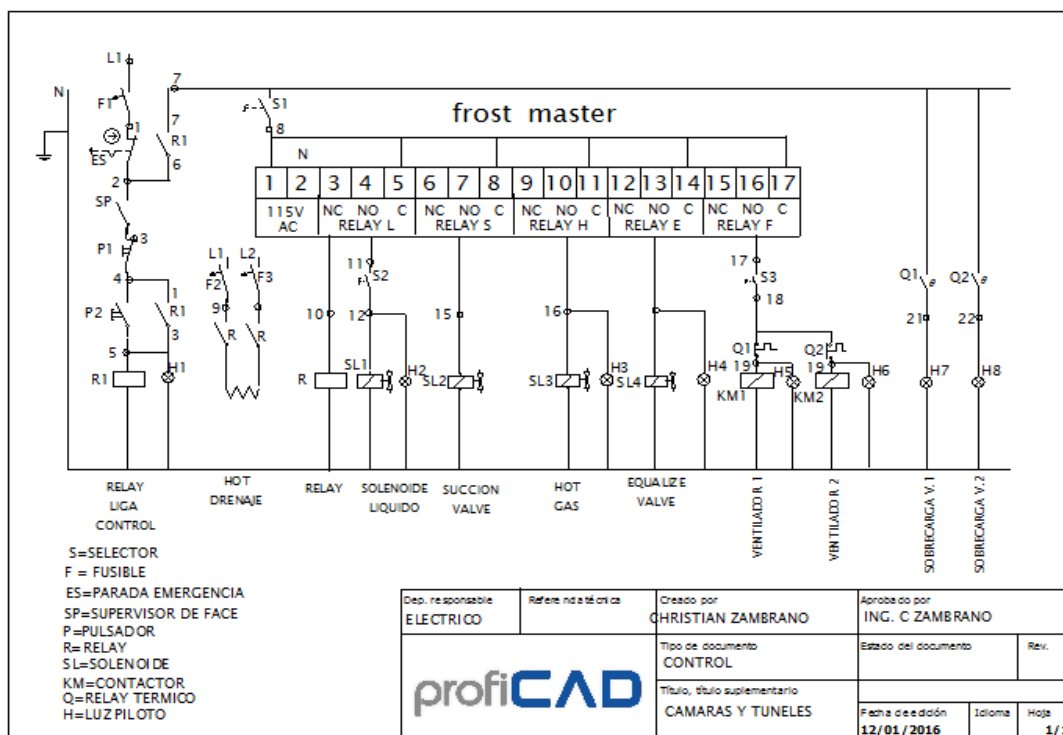 L1
N
7
F1
S1
frost master
1
7
R1
8
ES
6
N
2
1 2 3 4 5 6 7 8 9 10 11 12 13 14 15 16 17
115V AC
NC NO C
RELAY L
NC NO C
RELAY S
NC NO C
RELAY H
NC NO C
RELAY E
NC NO C
RELAY F
SP
3
P1
4
1
P2
R1
3
5
R1
H1
L1 L2
F2 F3
9
R R
11
S2
10
12
15
16
17
S3
18
Q1 Q2
21 22
R
SL1
H2
SL2
SL3
H3
SL4
H4
Q1
19
H5
KM1
Q2
19
H6
KM2
H7
H8
RELAY
LIGA
CONTROL
HOT
DRENAJE
RELAY
SOLENOIDE
LIQUIDO
SUCCION
VALVE
HOT
GAS
EQUALIZE
VALVE
VENTILADOR 1
VENTILADOR 2
SOBRECARGA V.1
SOBRECARGA V.2
S=SELECTOR
F = FUSIBLE
ES=PARADA EMERGENCIA
SP=SUPERVISOR DE FACE
P=PULSADOR
R= RELAY
SL=SOLENOIDE
KM=CONTACTOR
Q=RELAY TERMICO
H=LUZ PILOTO
Dep. responsable
ELECTRICO
Referencia técnica
Creado por
CHRISTIAN ZAMBRANO
Aprobado por
ING. C ZAMBRANO
profiCAD
Tipo de documento
CONTROL
Estado del documento
Rev.
Título, título suplementario
CAMARAS Y TUNELES
Fecha de edición
12/01/2016
Idioma
Hoja